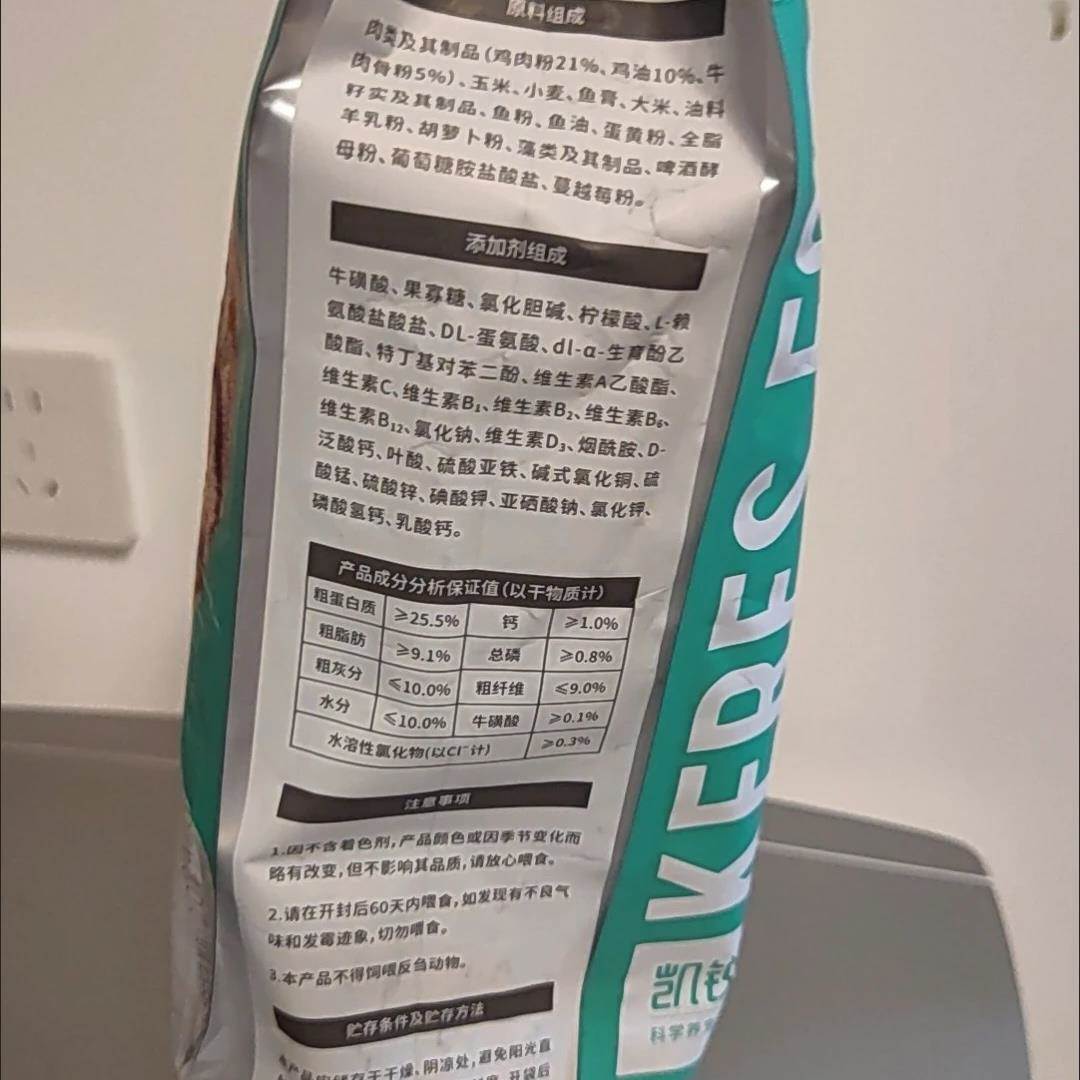 原料组成
肉类及其制品(鸡肉粉21%、鸡油10%、牛
肉骨粉5%)、玉米、小麦、鱼膏、大米、油料
籽实及其制品、鱼粉、鱼油、蛋黄粉、全脂
羊乳粉、胡萝卜粉、藻类及其制品、啤酒酵
母粉、葡萄糖胺盐酸盐、蔓越莓粉。
添加剂组成
牛磺酸、果寡糖、氯化胆碱、柠檬酸、L-赖
氨酸盐酸盐、DL-蛋氨酸、dl-α-生育酚乙
酸酯、特丁基对苯二酚、维生素A乙酸酯、
维生素C、维生素B₁、维生素B₂、维生素B₆、
维生素B₁₂、氯化钠、维生素D₃、烟酰胺、D-
泛酸钙、叶酸、硫酸亚铁、碱式氯化铜、硫
酸锰、硫酸锌、碘酸钾、亚硒酸钠、氯化钾、
磷酸氢钙、乳酸钙。
产品成分分析保证值(以干物质计)
粗蛋白质 ≥25.5% 钙 ≥1.0%
粗脂肪 ≥9.1% 总磷 ≥0.8%
粗灰分 ≤10.0% 粗纤维 ≤9.0%
水分 ≤10.0% 牛磺酸 ≥0.1%
水溶性氯化物(以Cl⁻计) ≥0.3%
注意事项
1.因不含着色剂,产品颜色或因季节变化而
略有改变,但不影响其品质,请放心喂食。
2.请在开封后60天内喂食,如发现有不良气
味和发霉迹象,切勿喂食。
3.本产品不得饲喂反刍动物。
贮存条件及贮存方法
干燥、阴凉处,避免阳光直
开袋后
KERES
凯锐
科学养